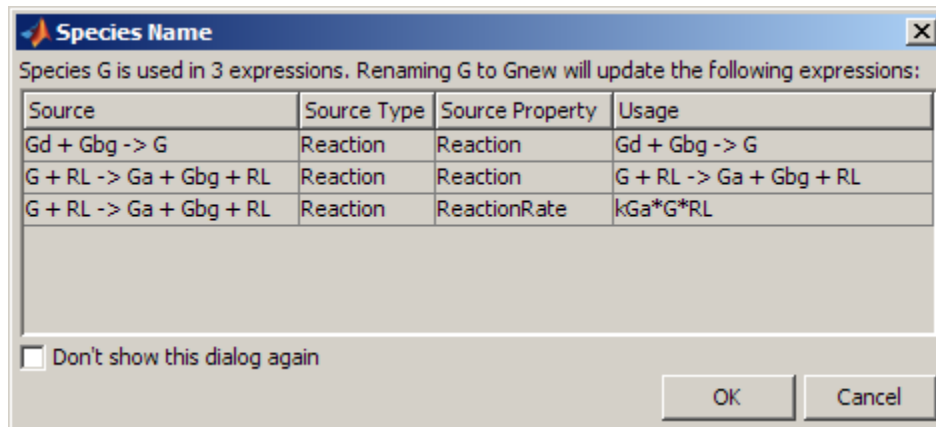 Species Name
Species G is used in 3 expressions. Renaming G to Gnew will update the following expressions:
Source Source Type Source Property Usage
Gd + Gbg -> G Reaction Reaction Gd + Gbg -> G
G + RL -> Ga + Gbg + RL Reaction Reaction G + RL -> Ga + Gbg + RL
G + RL -> Ga + Gbg + RL Reaction ReactionRate kGa*G*RL
Don't show this dialog again
OK Cancel